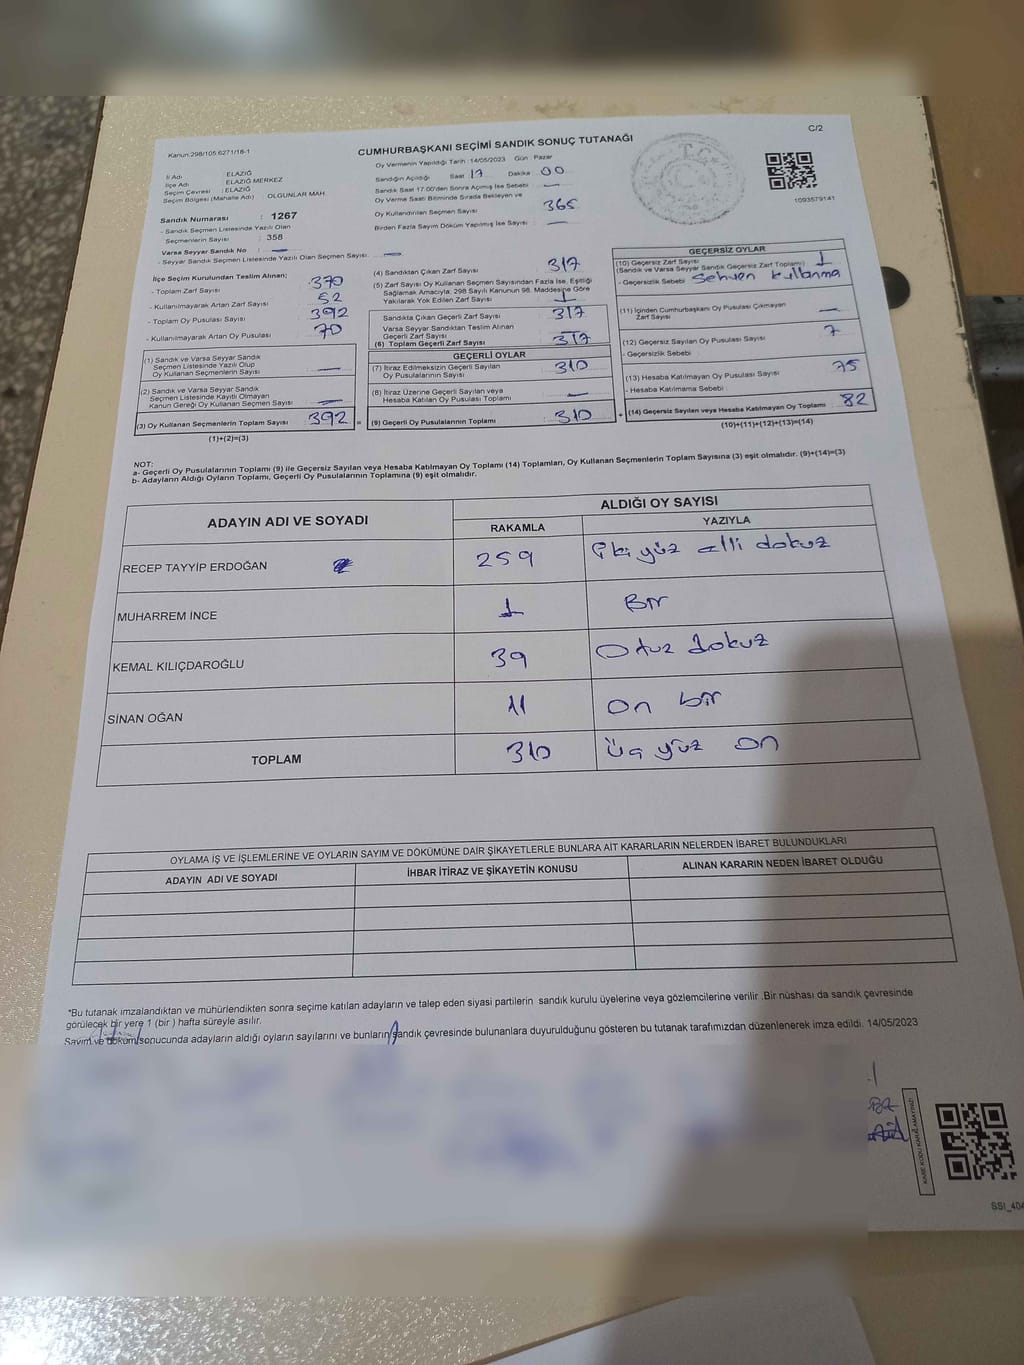 C/2
Kanun:298/105,6271/18-1
CUMHURBAŞKANI SEÇİMİ SANDIK SONUÇ TUTANAĞI
İl Adı : ELAZIĞ
İlçe Adı : ELAZIĞ MERKEZ
Seçim Çevresi : ELAZIĞ
Seçim Bölgesi (Mahalle Adı) OLGUNLAR MAH.
Oy Vermenin Yapıldığı Tarih :14/05/2023 Gün Pazar
Sandığın Açıldığı Saat 17 Dakika 00
Sandık Saat 17:00'den Sonra Açılmış İse Sebebi —
Oy Verme Saati Bitiminde Sırada Bekleyen ve
Oy Kullandırılan Seçmen Sayısı 365
Birden Fazla Sayım Döküm Yapılmış İse Sayısı —
T.C.
1093579141
Sandık Numarası : 1267
- Sandık Seçmen Listesinde Yazılı Olan
Seçmenlerin Sayısı : 358
Varsa Seyyar Sandık No : —
- Seyyar Sandık Seçmen Listesinde Yazılı Olan Seçmen Sayısı: —
İlçe Seçim Kurulundan Teslim Alınan;
- Toplam Zarf Sayısı 370
- Kullanılmayarak Artan Zarf Sayısı 52
- Toplam Oy Pusulası Sayısı 392
- Kullanılmayarak Artan Oy Pusulası 70
(1) Sandık ve Varsa Seyyar Sandık
Seçmen Listesinde Yazılı Olup
Oy Kullanan Seçmenlerin Sayısı —
(2) Sandık ve Varsa Seyyar Sandık
Seçmen Listesinde Kayıtlı Olmayan
Kanun Gereği Oy Kullanan Seçmen Sayısı —
(3) Oy Kullanan Seçmenlerin Toplam Sayısı 392 =
(1)+(2)=(3)
(4) Sandıktan Çıkan Zarf Sayısı 317
(5) Zarf Sayısı Oy Kullanan Seçmen Sayısından Fazla İse, Eşitliği
Sağlamak Amacıyla; 298 Sayılı Kanunun 98. Maddesine Göre
Yakılarak Yok Edilen Zarf Sayısı 1
Sandıkta Çıkan Geçerli Zarf Sayısı 317
Varsa Seyyar Sandıktan Teslim Alınan
Geçerli Zarf Sayısı
(6) Toplam Geçerli Zarf Sayısı 317
GEÇERLİ OYLAR
(7) İtiraz Edilmeksizin Geçerli Sayılan
Oy Pusulalarının Sayısı 310
(8) İtiraz Üzerine Geçerli Sayılan veya
Hesaba Katılan Oy Pusulası Toplamı —
(9) Geçerli Oy Pusulalarının Toplamı 310 +
GEÇERSİZ OYLAR
(10) Geçersiz Zarf Sayısı 1
(Sandık ve Varsa Seyyar Sandık Geçersiz Zarf Toplamı)
- Geçersizlik Sebebi Sehven kullanma
(11) İçinden Cumhurbaşkanı Oy Pusulası Çıkmayan
Zarf Sayısı —
(12) Geçersiz Sayılan Oy Pusulası Sayısı 7
- Geçersizlik Sebebi
(13) Hesaba Katılmayan Oy Pusulası Sayısı 75
- Hesaba Katılmama Sebebi
(14) Geçersiz Sayılan veya Hesaba Katılmayan Oy Toplamı 82
(10)+(11)+(12)+(13)=(14)
NOT:
a- Geçerli Oy Pusulalarının Toplamı (9) ile Geçersiz Sayılan veya Hesaba Katılmayan Oy Toplamı (14) Toplamları, Oy Kullanan Seçmenlerin Toplam Sayısına (3) eşit olmalıdır. (9)+(14)=(3)
b- Adayların Aldığı Oyların Toplamı, Geçerli Oy Pusulalarının Toplamına (9) eşit olmalıdır.
ADAYIN ADI VE SOYADI
ALDIĞI OY SAYISI
RAKAMLA YAZIYLA
RECEP TAYYİP ERDOĞAN 259 İki yüz elli dokuz
MUHARREM İNCE 1 Bir
KEMAL KILIÇDAROĞLU 39 Otuz dokuz
SİNAN OĞAN 11 On bir
TOPLAM 310 Üç yüz on
OYLAMA İŞ VE İŞLEMLERİNE VE OYLARIN SAYIM VE DÖKÜMÜNE DAİR ŞİKAYETLERLE BUNLARA AİT KARARLARIN NELERDEN İBARET BULUNDUKLARI
ADAYIN ADI VE SOYADI İHBAR İTİRAZ VE ŞİKAYETİN KONUSU ALINAN KARARIN NEDEN İBARET OLDUĞU
*Bu tutanak imzalandıktan ve mühürlendikten sonra seçime katılan adayların ve talep eden siyasi partilerin sandık kurulu üyelerine veya gözlemcilerine verilir .Bir nüshası da sandık çevresinde
görülecek bir yere 1 (bir ) hafta süreyle asılır.
Sayım ve döküm sonucunda adayların aldığı oyların sayılarını ve bunların sandık çevresinde bulunanlara duyurulduğunu gösteren bu tutanak tarafımızdan düzenlenerek imza edildi. 14/05/2023
KARE KODU KARALAMAYINIZ!
SSI_404